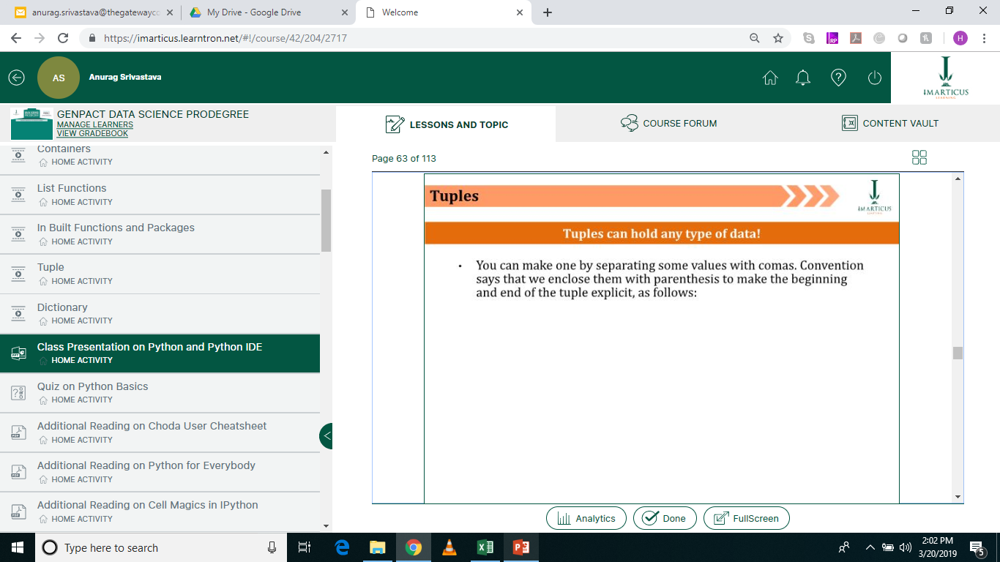 anurag.srivastava@thegatewayco
My Drive - Google Drive
Welcome
https://imarticus.learntron.net/#!/course/42/204/2717
RP
H
AS
Anurag Srivastava
IMARTICUS
LEARNING
GENPACT DATA SCIENCE PRODEGREE
MANAGE LEARNERS
VIEW GRADEBOOK
LESSONS AND TOPIC
COURSE FORUM
CONTENT VAULT
Containers
HOME ACTIVITY
List Functions
HOME ACTIVITY
In Built Functions and Packages
HOME ACTIVITY
Tuple
HOME ACTIVITY
Dictionary
HOME ACTIVITY
Class Presentation on Python and Python IDE
HOME ACTIVITY
Quiz on Python Basics
HOME ACTIVITY
Additional Reading on Choda User Cheatsheet
HOME ACTIVITY
Additional Reading on Python for Everybody
HOME ACTIVITY
Additional Reading on Cell Magics in IPython
HOME ACTIVITY
Page 63 of 113
Tuples
IMARTICUS
Tuples can hold any type of data!
• You can make one by separating some values with comas. Convention
says that we enclose them with parenthesis to make the beginning
and end of the tuple explicit, as follows:
Analytics
Done
FullScreen
Type here to search
2:02 PM
3/20/2019
5